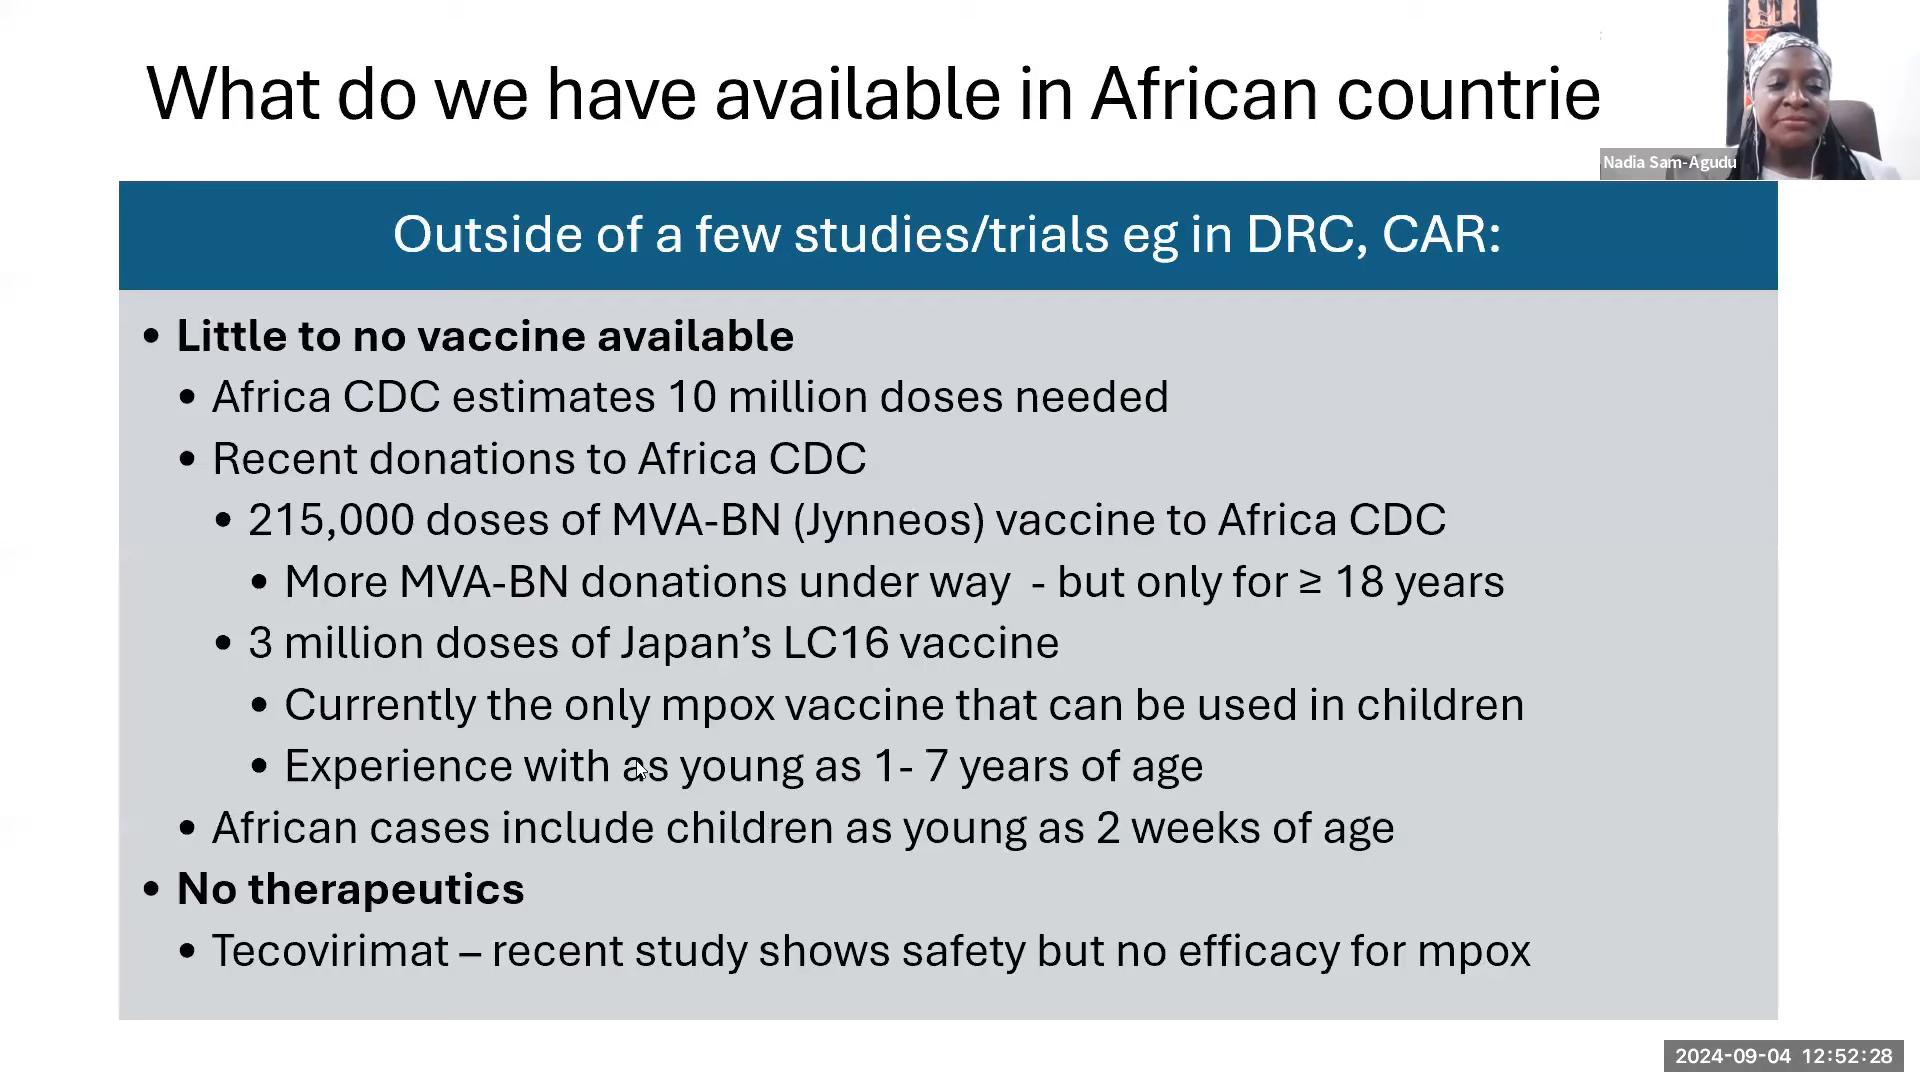 What do we have available in African countrie
Nadia Sam-Agudu
Outside of a few studies/trials eg in DRC, CAR:
• Little to no vaccine available
• Africa CDC estimates 10 million doses needed
• Recent donations to Africa CDC
• 215,000 doses of MVA-BN (Jynneos) vaccine to Africa CDC
• More MVA-BN donations under way - but only for ≥ 18 years
• 3 million doses of Japan’s LC16 vaccine
• Currently the only mpox vaccine that can be used in children
• Experience with as young as 1- 7 years of age
• African cases include children as young as 2 weeks of age
• No therapeutics
• Tecovirimat – recent study shows safety but no efficacy for mpox
2024-09-04 12:52:28